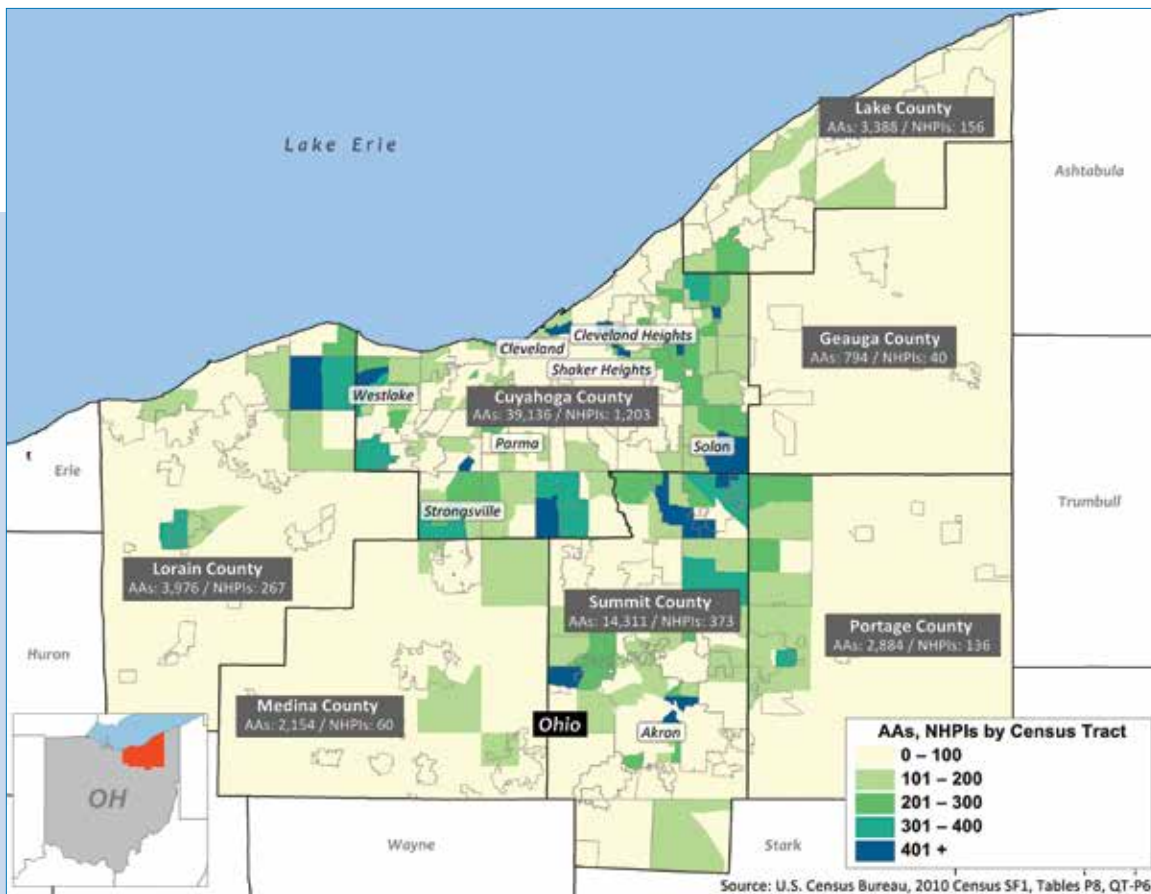 Lake Erie
Lake County
AAs: 3,388 / NHPIs: 156
Ashtabula
Geauga County
AAs: 794 / NHPIs: 40
Cleveland Heights
Cleveland
Shaker Heights
Westlake
Cuyahoga County
AAs: 39,136 / NHPIs: 1,203
Parma
Solon
Erie
Trumbull
Strongsville
Lorain County
AAs: 3,976 / NHPIs: 267
Summit County
AAs: 14,311 / NHPIs: 373
Portage County
AAs: 2,884 / NHPIs: 136
Huron
Medina County
AAs: 2,154 / NHPIs: 60
Ohio
Akron
OH
Wayne
Stark
AAs, NHPIs by Census Tract
0 – 100
101 – 200
201 – 300
301 – 400
401 +
Source: U.S. Census Bureau, 2010 Census SF1, Tables P8, QT-P6